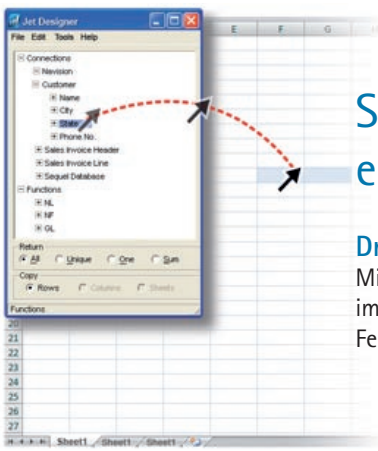 Jet Designer
File Edit Tools Help
E F G
Connections
Navision
Customer
Name
City
State
Phone No.
Sales Invoice Header
Sales Invoice Line
Sequel Database
Functions
NL
NF
GL
Return
All Unique One Sum
Copy
Rows Columns Sheets
Functions
20
21
22
23
24
25
26
27
Sheet1 Sheet1 Sheet1
S
e
Dr
Mi
im
Fe